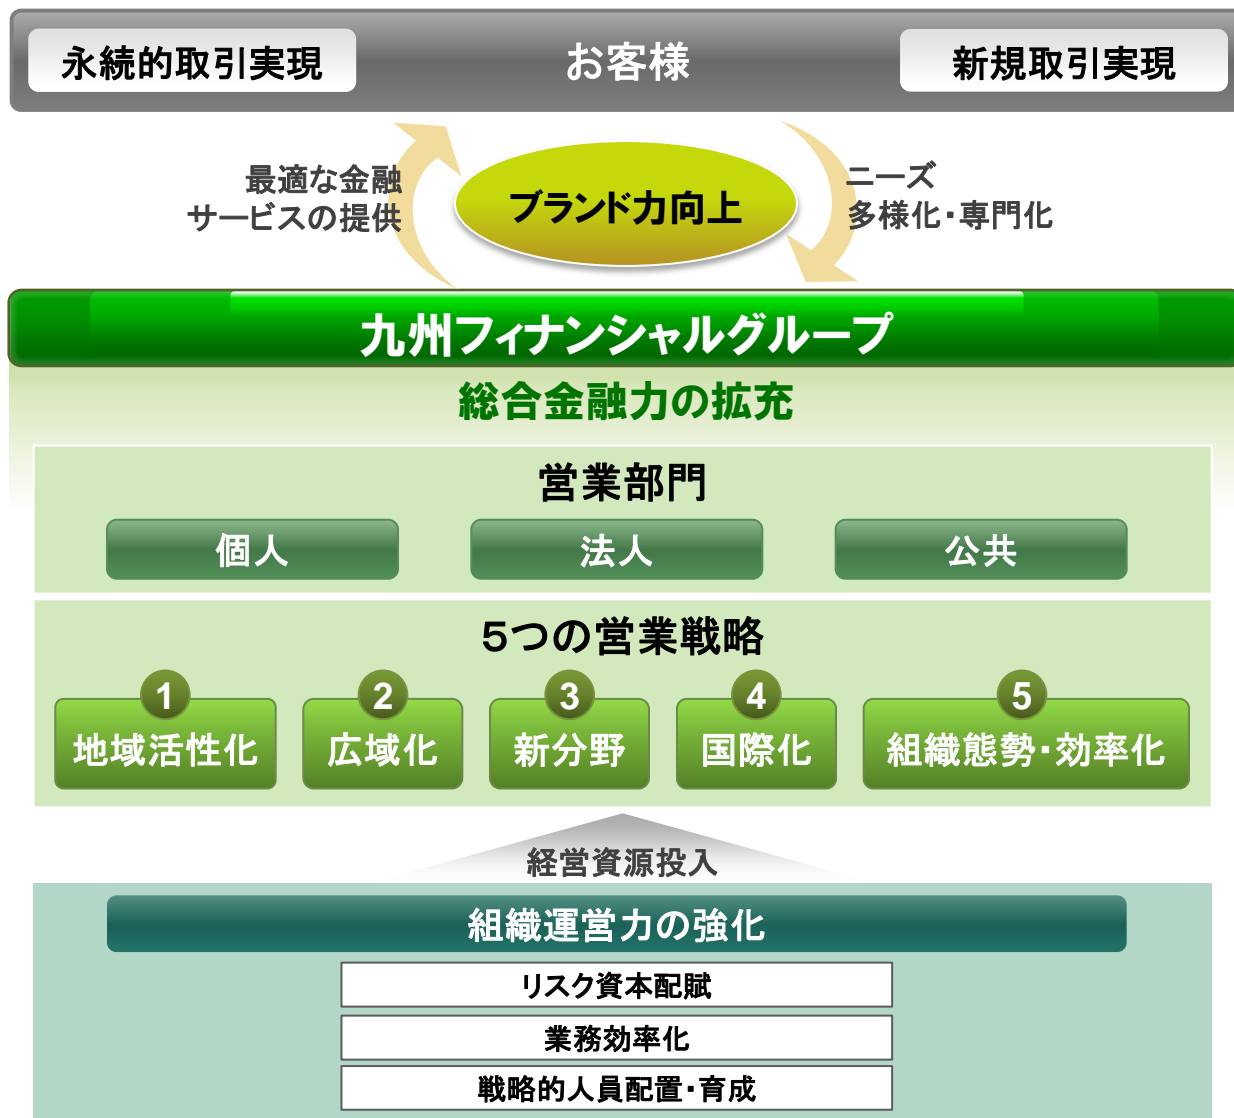 永続的取引実現
お客様
新規取引実現
最適な金融
サービスの提供
ブランド力向上
ニーズ
多様化・専門化
九州フィナンシャルグループ
総合金融力の拡充
営業部門
個人
法人
公共
5つの営業戦略
1
地域活性化
2
広域化
3
新分野
4
国際化
5
組織態勢・効率化
経営資源投入
組織運営力の強化
リスク資本配賦
業務効率化
戦略的人員配置・育成